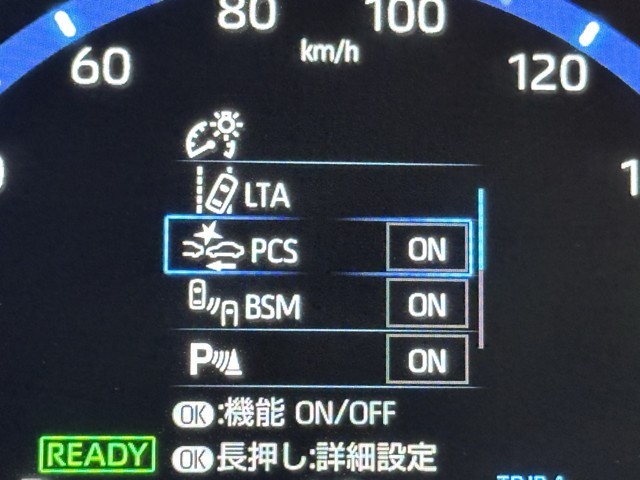 80 100
km/h
60 120
LTA
PCS ON
BSM ON
P ON
OK:機能 ON/OFF
READY OK長押し:詳細設定